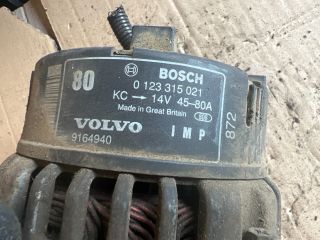 80
BOSCH
0 123 315 021
KC → 14V 45-80A
Made in Great Britain
VOLVO
9164940
IMP
872